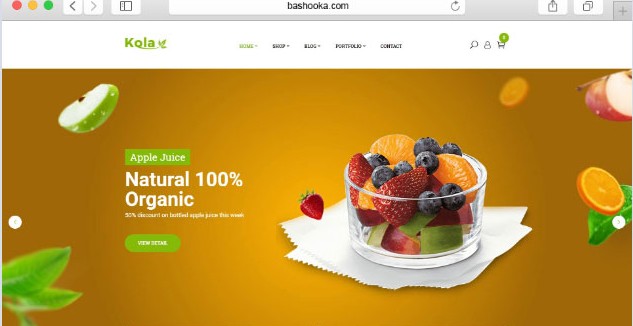 bashooka.com
Kola
HOME SHOP BLOG PORTFOLIO CONTACT
Apple Juice
Natural 100%
Organic
50% discount on bottled apple juice this week
VIEW DETAIL